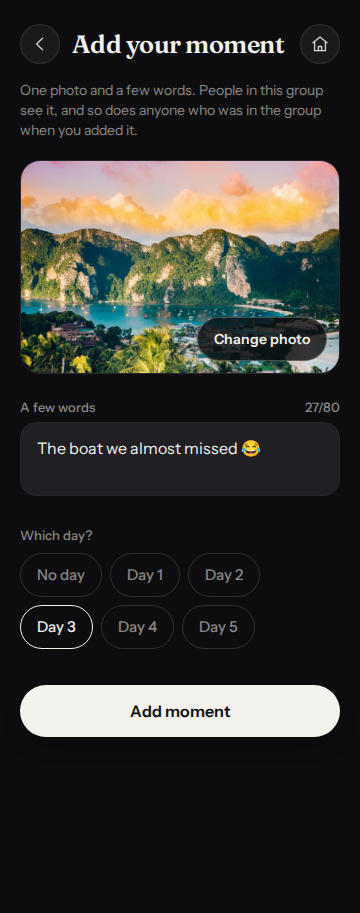 Add your moment
One photo and a few words. People in this group
see it, and so does anyone who was in the group
when you added it.
Change photo
A few words 27/80
The boat we almost missed 😂
Which day?
No day Day 1 Day 2
Day 3 Day 4 Day 5
Add moment